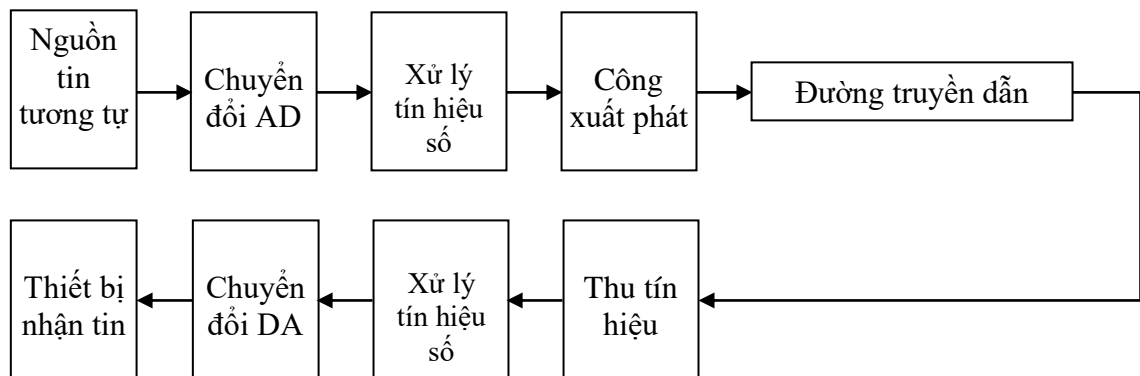 Nguồn
tin
tương tự
Chuyển
đổi AD
Xử lý
tín hiệu
số
Công
xuất phát
Đường truyền dẫn
Thiết bị
nhận tin
Chuyển
đổi DA
Xử lý
tín hiệu
số
Thu tín
hiệu